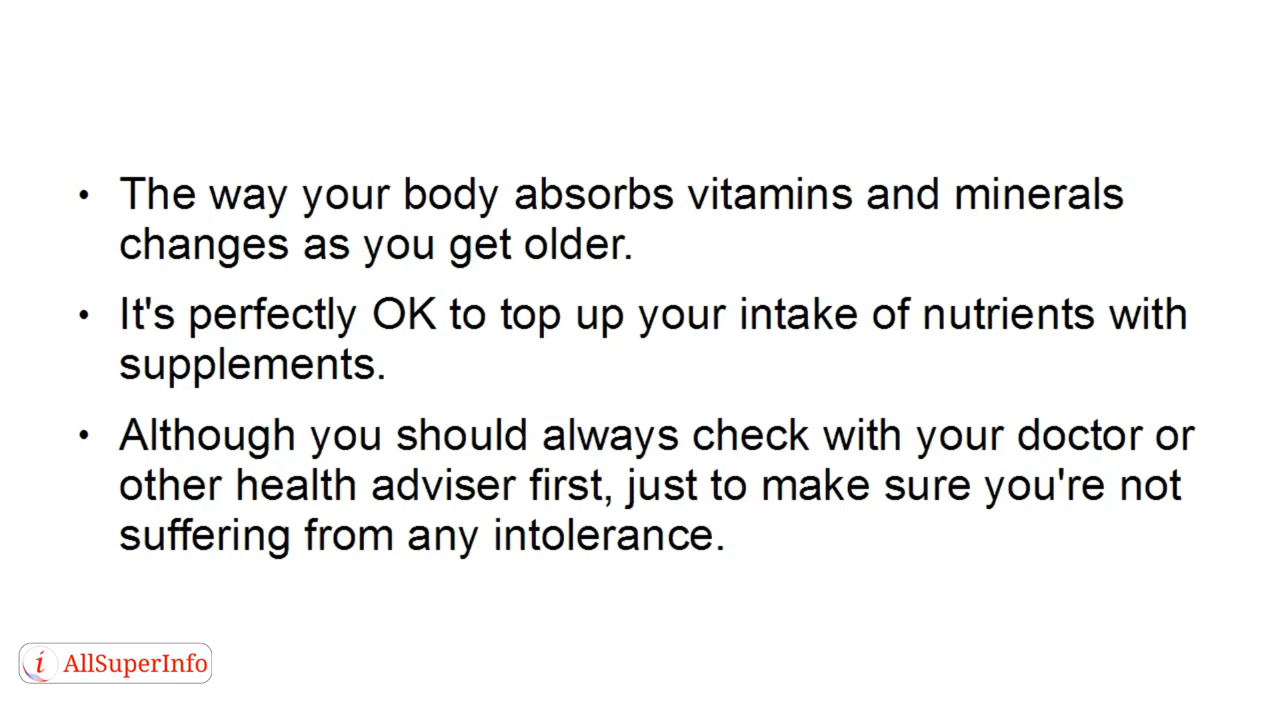 • The way your body absorbs vitamins and minerals
changes as you get older.
• It's perfectly OK to top up your intake of nutrients with
supplements.
• Although you should always check with your doctor or
other health adviser first, just to make sure you're not
suffering from any intolerance.
i AllSuperInfo